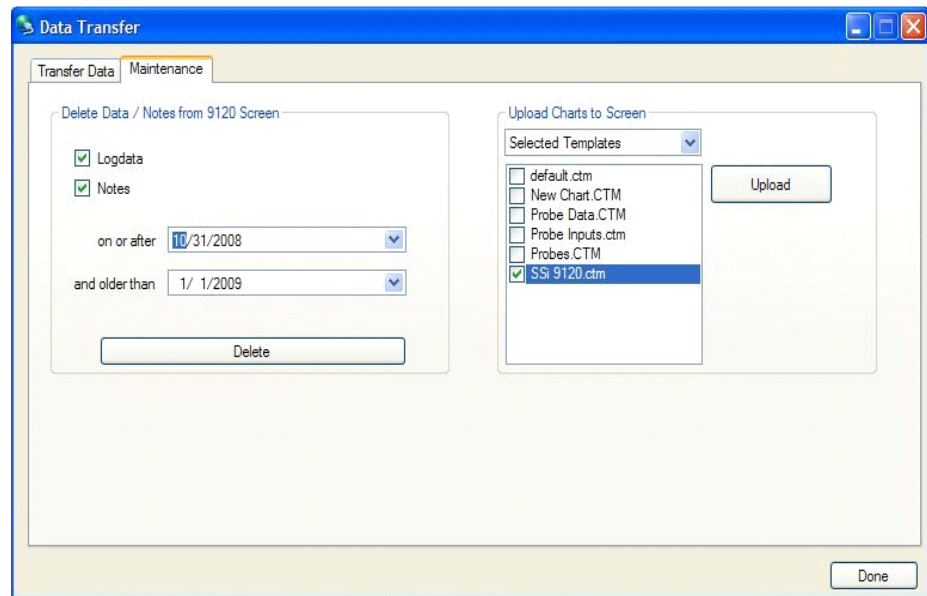 Data Transfer
Transfer Data
Maintenance
Delete Data / Notes from 9120 Screen
Logdata
Notes
on or after
10/31/2008
and older than
1/ 1/2009
Delete
Upload Charts to Screen
Selected Templates
default.ctm
New Chart.CTM
Probe Data.CTM
Probe Inputs.ctm
Probes.CTM
SSi 9120.ctm
Upload
Done